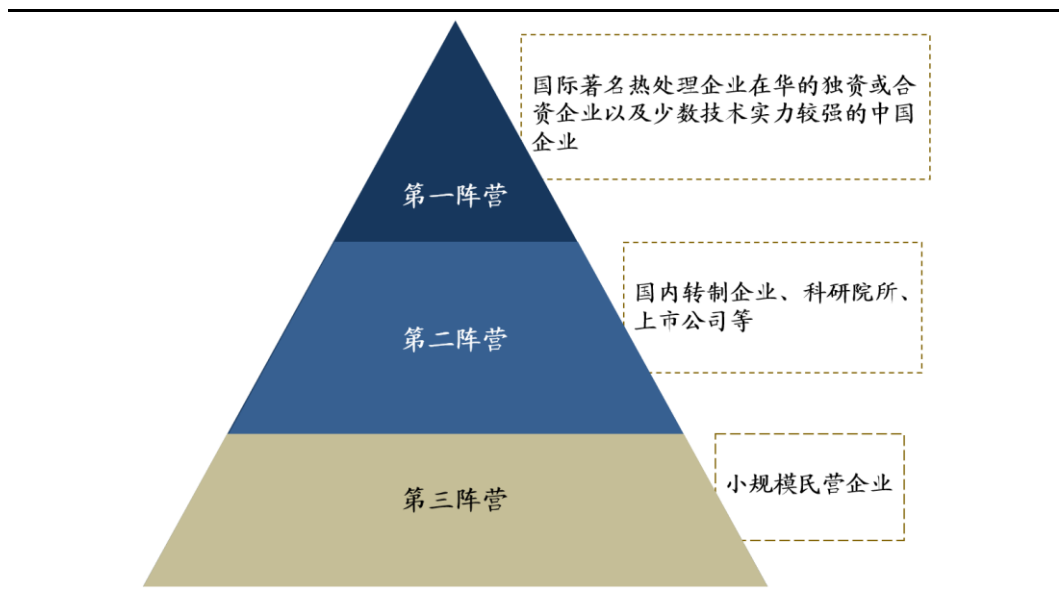 国际著名热处理企业在华的独资或合
资企业以及少数技术实力较强的中国
企业
第一阵营
国内转制企业、科研院所、
上市公司等
第二阵营
小规模民营企业
第三阵营